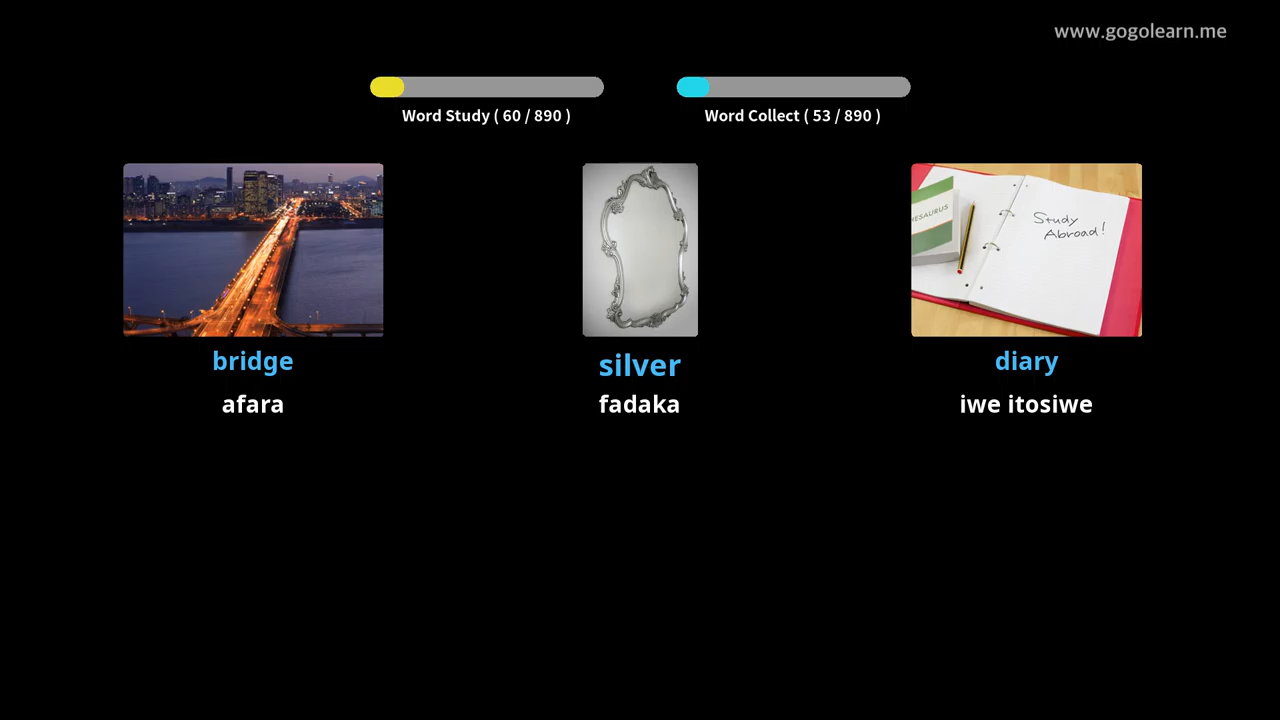 www.gogolearn.me
Word Study ( 60 / 890 )
Word Collect ( 53 / 890 )
HESAURUS
Study
Abroad!
bridge
silver
diary
afara
fadaka
iwe itosiwe